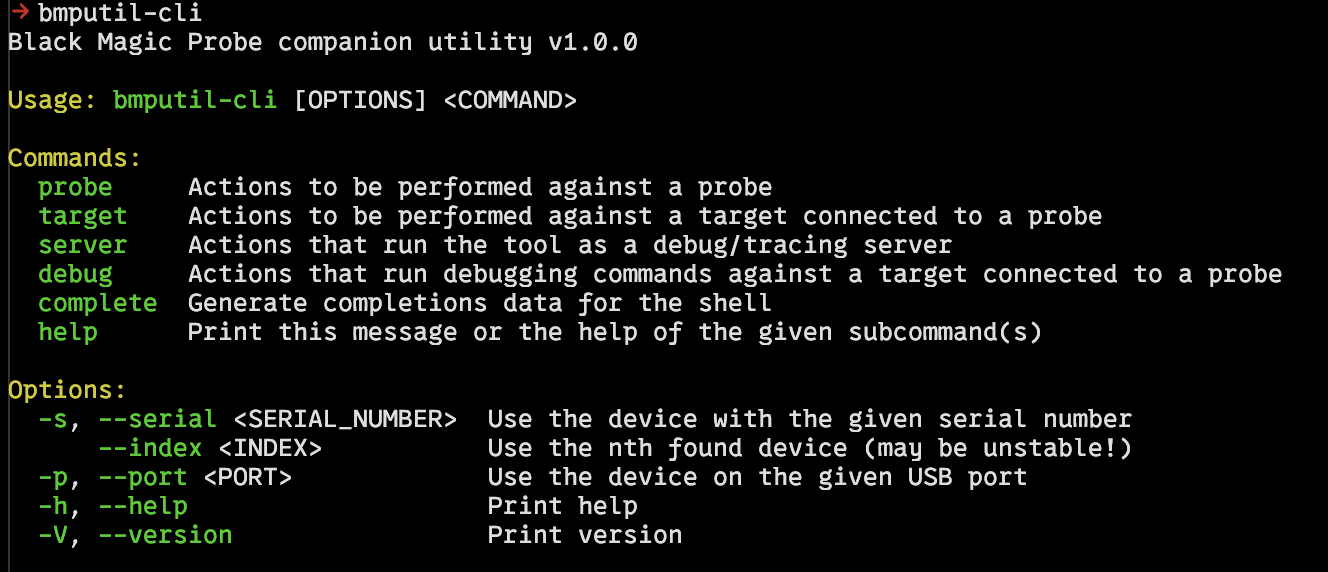 → bmputil-cli
Black Magic Probe companion utility v1.0.0
Usage: bmputil-cli [OPTIONS] <COMMAND>
Commands:
probe Actions to be performed against a probe
target Actions to be performed against a target connected to a probe
server Actions that run the tool as a debug/tracing server
debug Actions that run debugging commands against a target connected to a probe
complete Generate completions data for the shell
help Print this message or the help of the given subcommand(s)
Options:
-s, --serial <SERIAL_NUMBER> Use the device with the given serial number
--index <INDEX> Use the nth found device (may be unstable!)
-p, --port <PORT> Use the device on the given USB port
-h, --help Print help
-V, --version Print version